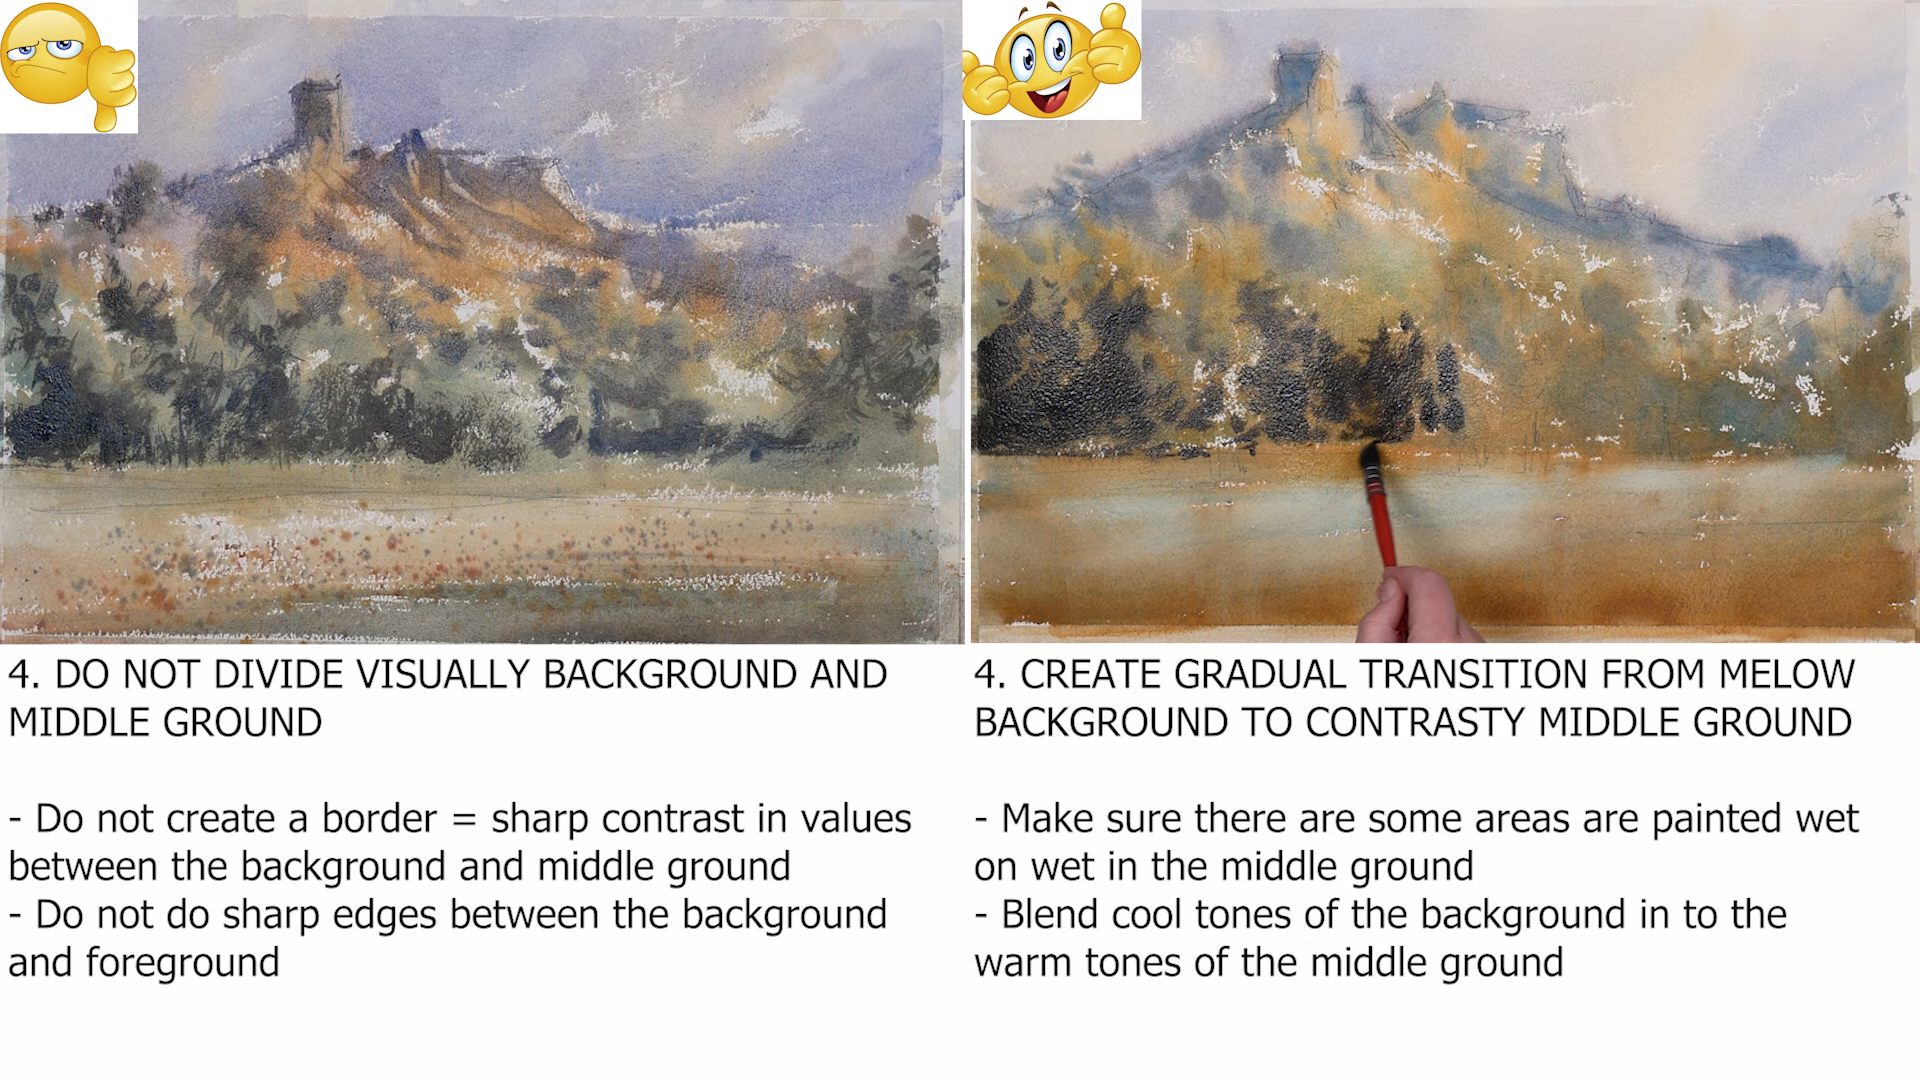 4. DO NOT DIVIDE VISUALLY BACKGROUND AND
MIDDLE GROUND
- Do not create a border = sharp contrast in values
between the background and middle ground
- Do not do sharp edges between the background
and foreground
4. CREATE GRADUAL TRANSITION FROM MELOW
BACKGROUND TO CONTRASTY MIDDLE GROUND
- Make sure there are some areas are painted wet
on wet in the middle ground
- Blend cool tones of the background in to the
warm tones of the middle ground